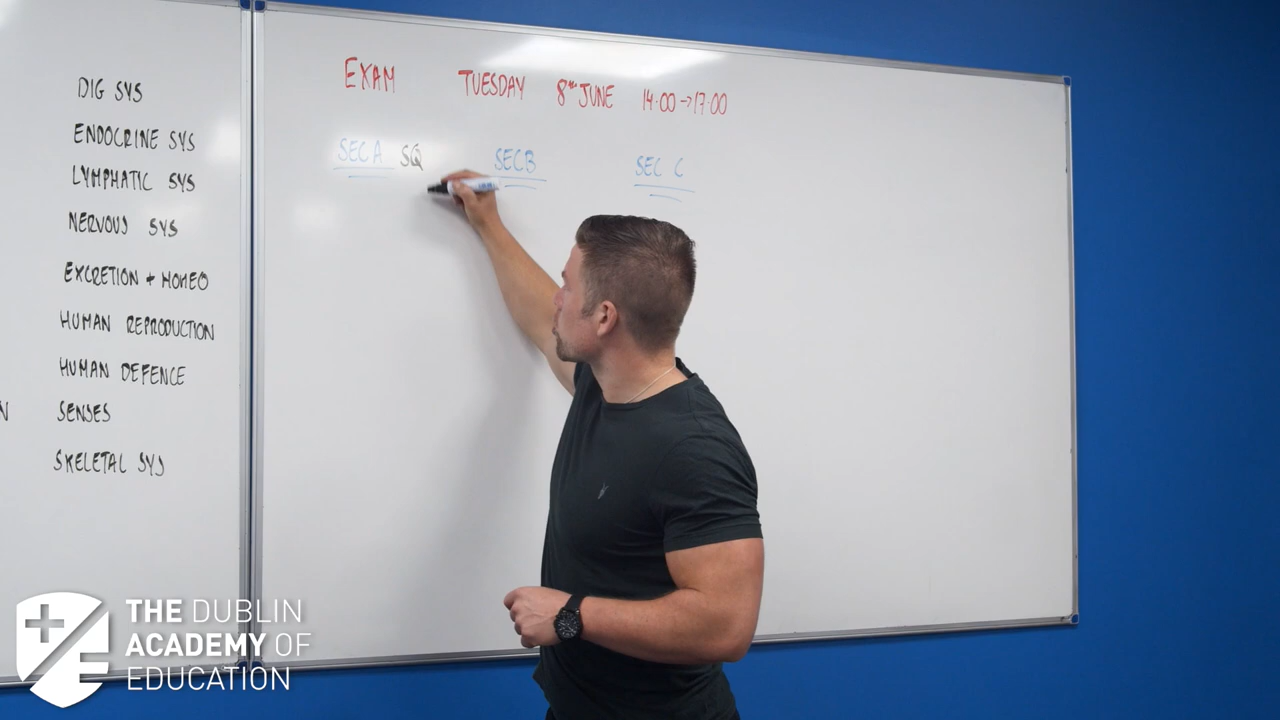 DIG SYS
ENDOCRINE SYS
LYMPHATIC SYS
NERVOUS SYS
EXCRETION + HOMEO
HUMAN REPRODUCTION
HUMAN DEFENCE
N SENSES
SKELETAL SYS
EXAM TUESDAY 8TH JUNE 14:00→17:00
SEC A SQ SEC B SEC C
THE DUBLIN
ACADEMY OF
EDUCATION